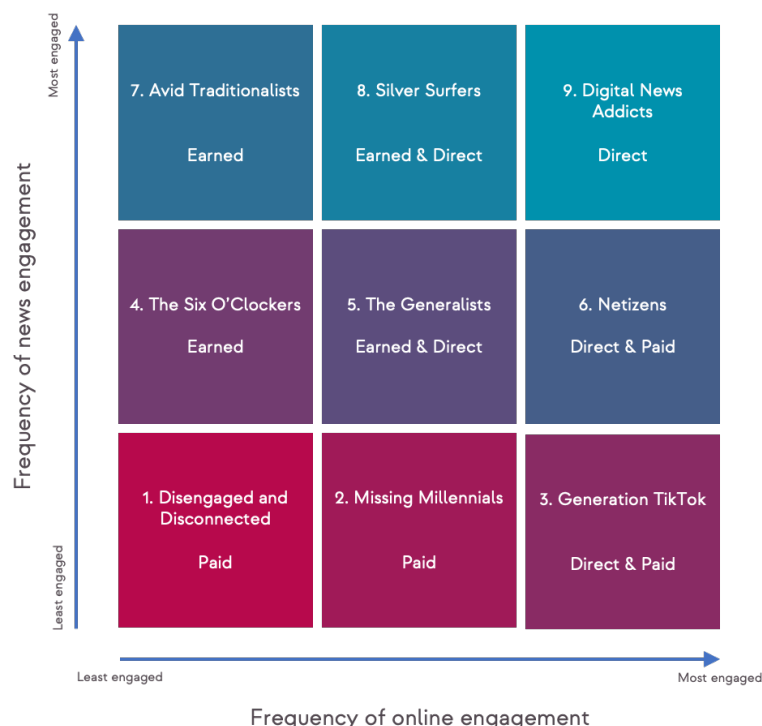 Most engaged
Frequency of news engagement
Least engaged
7. Avid Traditionalists
Earned
8. Silver Surfers
Earned & Direct
9. Digital News
Addicts
Direct
4. The Six O'Clockers
Earned
5. The Generalists
Earned & Direct
6. Netizens
Direct & Paid
1. Disengaged and
Disconnected
Paid
2. Missing Millennials
Paid
3. Generation TikTok
Direct & Paid
Least engaged
Most engaged
Frequency of online engagement